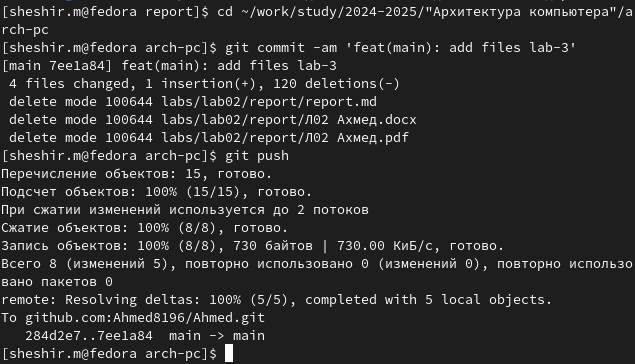 [sheshir.m@fedora report]$ cd ~/work/study/2024-2025/"Архитектура компьютера"/a
rch-pc
[sheshir.m@fedora arch-pc]$ git commit -am 'feat(main): add files lab-3'
[main 7ee1a84] feat(main): add files lab-3
 4 files changed, 1 insertion(+), 120 deletions(-)
 delete mode 100644 labs/lab02/report/report.md
 delete mode 100644 labs/lab02/report/Л02 Ахмед.docx
 delete mode 100644 labs/lab02/report/Л02 Ахмед.pdf
[sheshir.m@fedora arch-pc]$ git push
Перечисление объектов: 15, готово.
Подсчет объектов: 100% (15/15), готово.
При сжатии изменений используется до 2 потоков
Сжатие объектов: 100% (8/8), готово.
Запись объектов: 100% (8/8), 730 байтов | 730.00 КиБ/с, готово.
Всего 8 (изменений 5), повторно использовано 0 (изменений 0), повторно использо
вано пакетов 0
remote: Resolving deltas: 100% (5/5), completed with 5 local objects.
To github.com:Ahmed8196/Ahmed.git
   284d2e7..7ee1a84  main -> main
[sheshir.m@fedora arch-pc]$